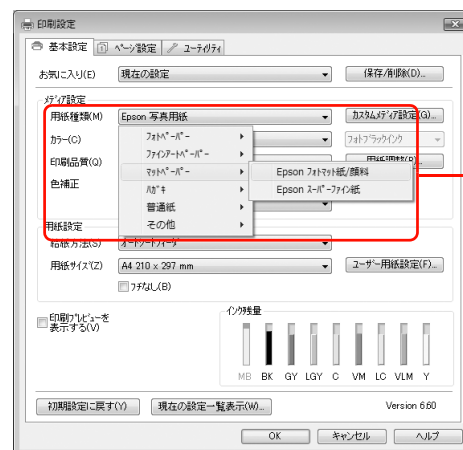 印刷設定
基本設定 ページ設定 ユーティリティ
お気に入り(E) 現在の設定 保存/削除(D)...
メディア設定
用紙種類(M) Epson 写真用紙 カスタムメディア設定(G)...
カラー(C) フォトブラックインク
フォトペーパー
印刷品質(Q) ファインアートペーパー 用紙調整(P)...
色補正 マットペーパー Epson フォトマット紙/顔料
ハガキ Epson スーパーファイン紙
普通紙
用紙設定
その他
給紙方法(S) オートシートフィーダ
用紙サイズ(Z) A4 210 x 297 mm ユーザー用紙設定(F)...
フチなし(B)
印刷プレビューを
表示する(V)
インク残量
MB BK GY LGY C VM LC VLM Y
初期設定に戻す(Y) 現在の設定一覧表示(W)... Version 6.60
OK キャンセル ヘルプ